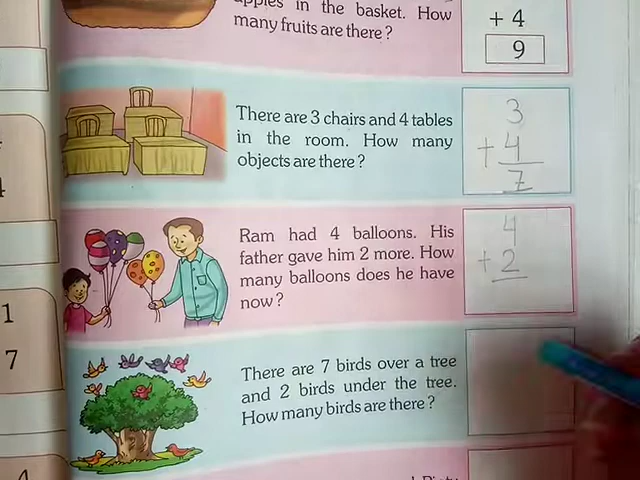 apples in the basket. How
many fruits are there?
+ 4
9
There are 3 chairs and 4 tables
in the room. How many
objects are there?
3
+ 4
7
Ram had 4 balloons. His
father gave him 2 more. How
many balloons does he have
now?
4
+ 2
There are 7 birds over a tree
and 2 birds under the tree.
How many birds are there?
1
7